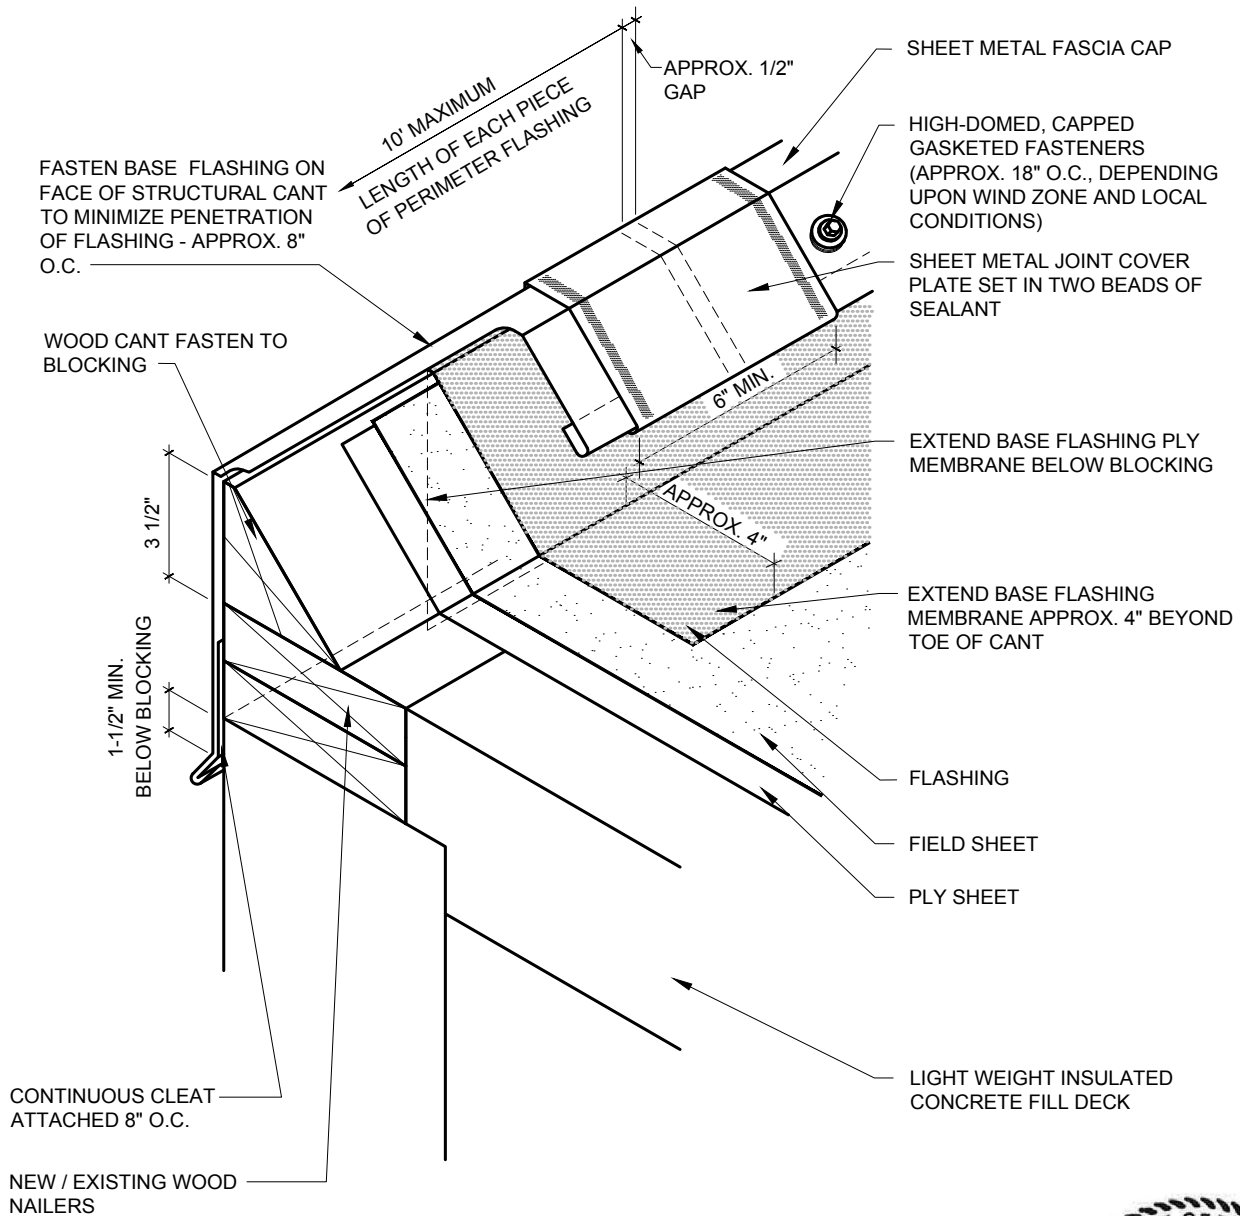 10' MAXIMUM
LENGTH OF EACH PIECE
OF PERIMETER FLASHING
APPROX. 1/2"
GAP
SHEET METAL FASCIA CAP
HIGH-DOMED, CAPPED
GASKETED FASTENERS
(APPROX. 18" O.C., DEPENDING
UPON WIND ZONE AND LOCAL
CONDITIONS)
FASTEN BASE FLASHING ON
FACE OF STRUCTURAL CANT
TO MINIMIZE PENETRATION
OF FLASHING - APPROX. 8"
O.C.
SHEET METAL JOINT COVER
PLATE SET IN TWO BEADS OF
SEALANT
WOOD CANT FASTEN TO
BLOCKING
6" MIN.
EXTEND BASE FLASHING PLY
MEMBRANE BELOW BLOCKING
APPROX. 4"
3 1/2"
EXTEND BASE FLASHING
MEMBRANE APPROX. 4" BEYOND
TOE OF CANT
1-1/2" MIN.
BELOW BLOCKING
FLASHING
FIELD SHEET
PLY SHEET
LIGHT WEIGHT INSULATED
CONCRETE FILL DECK
CONTINUOUS CLEAT
ATTACHED 8" O.C.
NEW / EXISTING WOOD
NAILERS